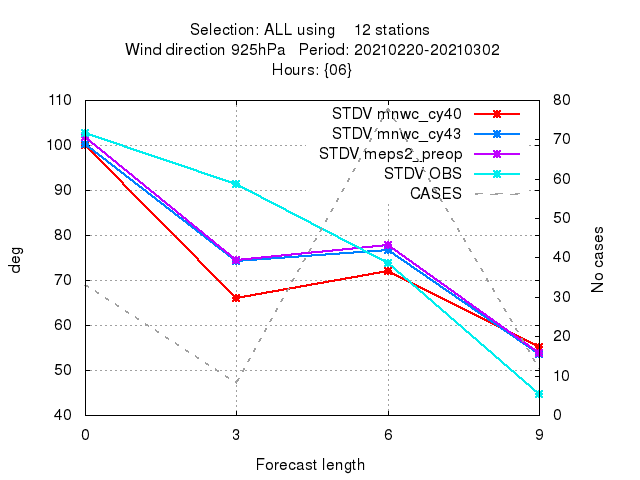 Selection: ALL using 12 stations
Wind direction 925hPa Period: 20210220-20210302
Hours: {06}
110
100
90
80
70
60
50
40
80
70
60
50
40
30
20
10
0
STDV mnwc_cy40
STDV mnwc_cy43
STDV meps2_preop
STDV OBS
CASES
deg
No cases
0 3 6 9
Forecast length